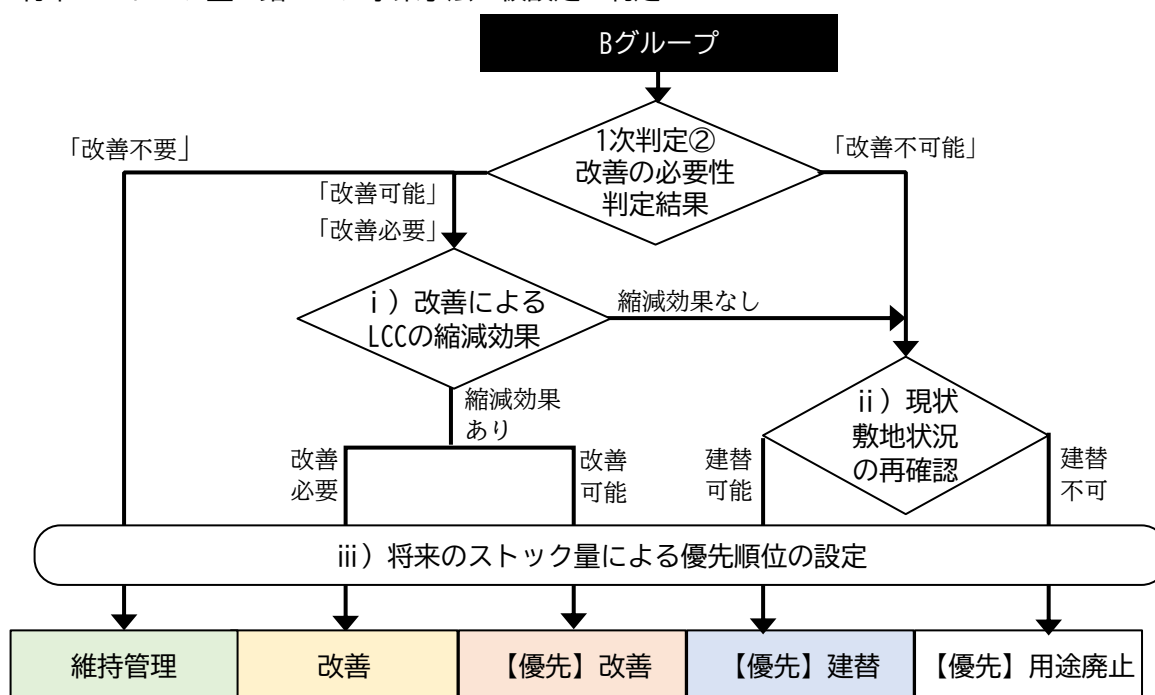 Bグループ
1次判定②
改善の必要性
判定結果
「改善不要」
「改善不可能」
「改善可能」
「改善必要」
ⅰ）改善による
LCCの縮減効果
縮減効果なし
縮減効果
あり
ⅱ）現状
敷地状況
の再確認
改善
必要
改善
可能
建替
可能
建替
不可
ⅲ）将来のストック量による優先順位の設定
維持管理
改善
【優先】改善
【優先】建替
【優先】用途廃止